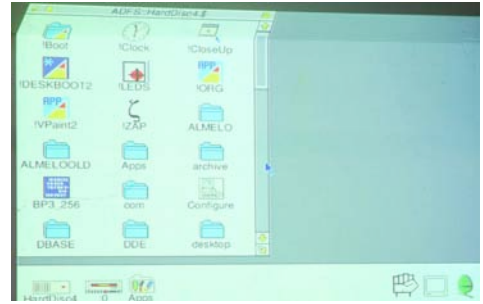 ADFS::HardDisc4.$
!Boot !Clock !CloseUp
!DESKBOOT2 !LEDS !ORG
!VPaint2 !ZAP ALMELO
ALMELOOLD Apps archive
BP3_256 com Configure
DBASE DDE desktop
HardDisc4 0 Apps